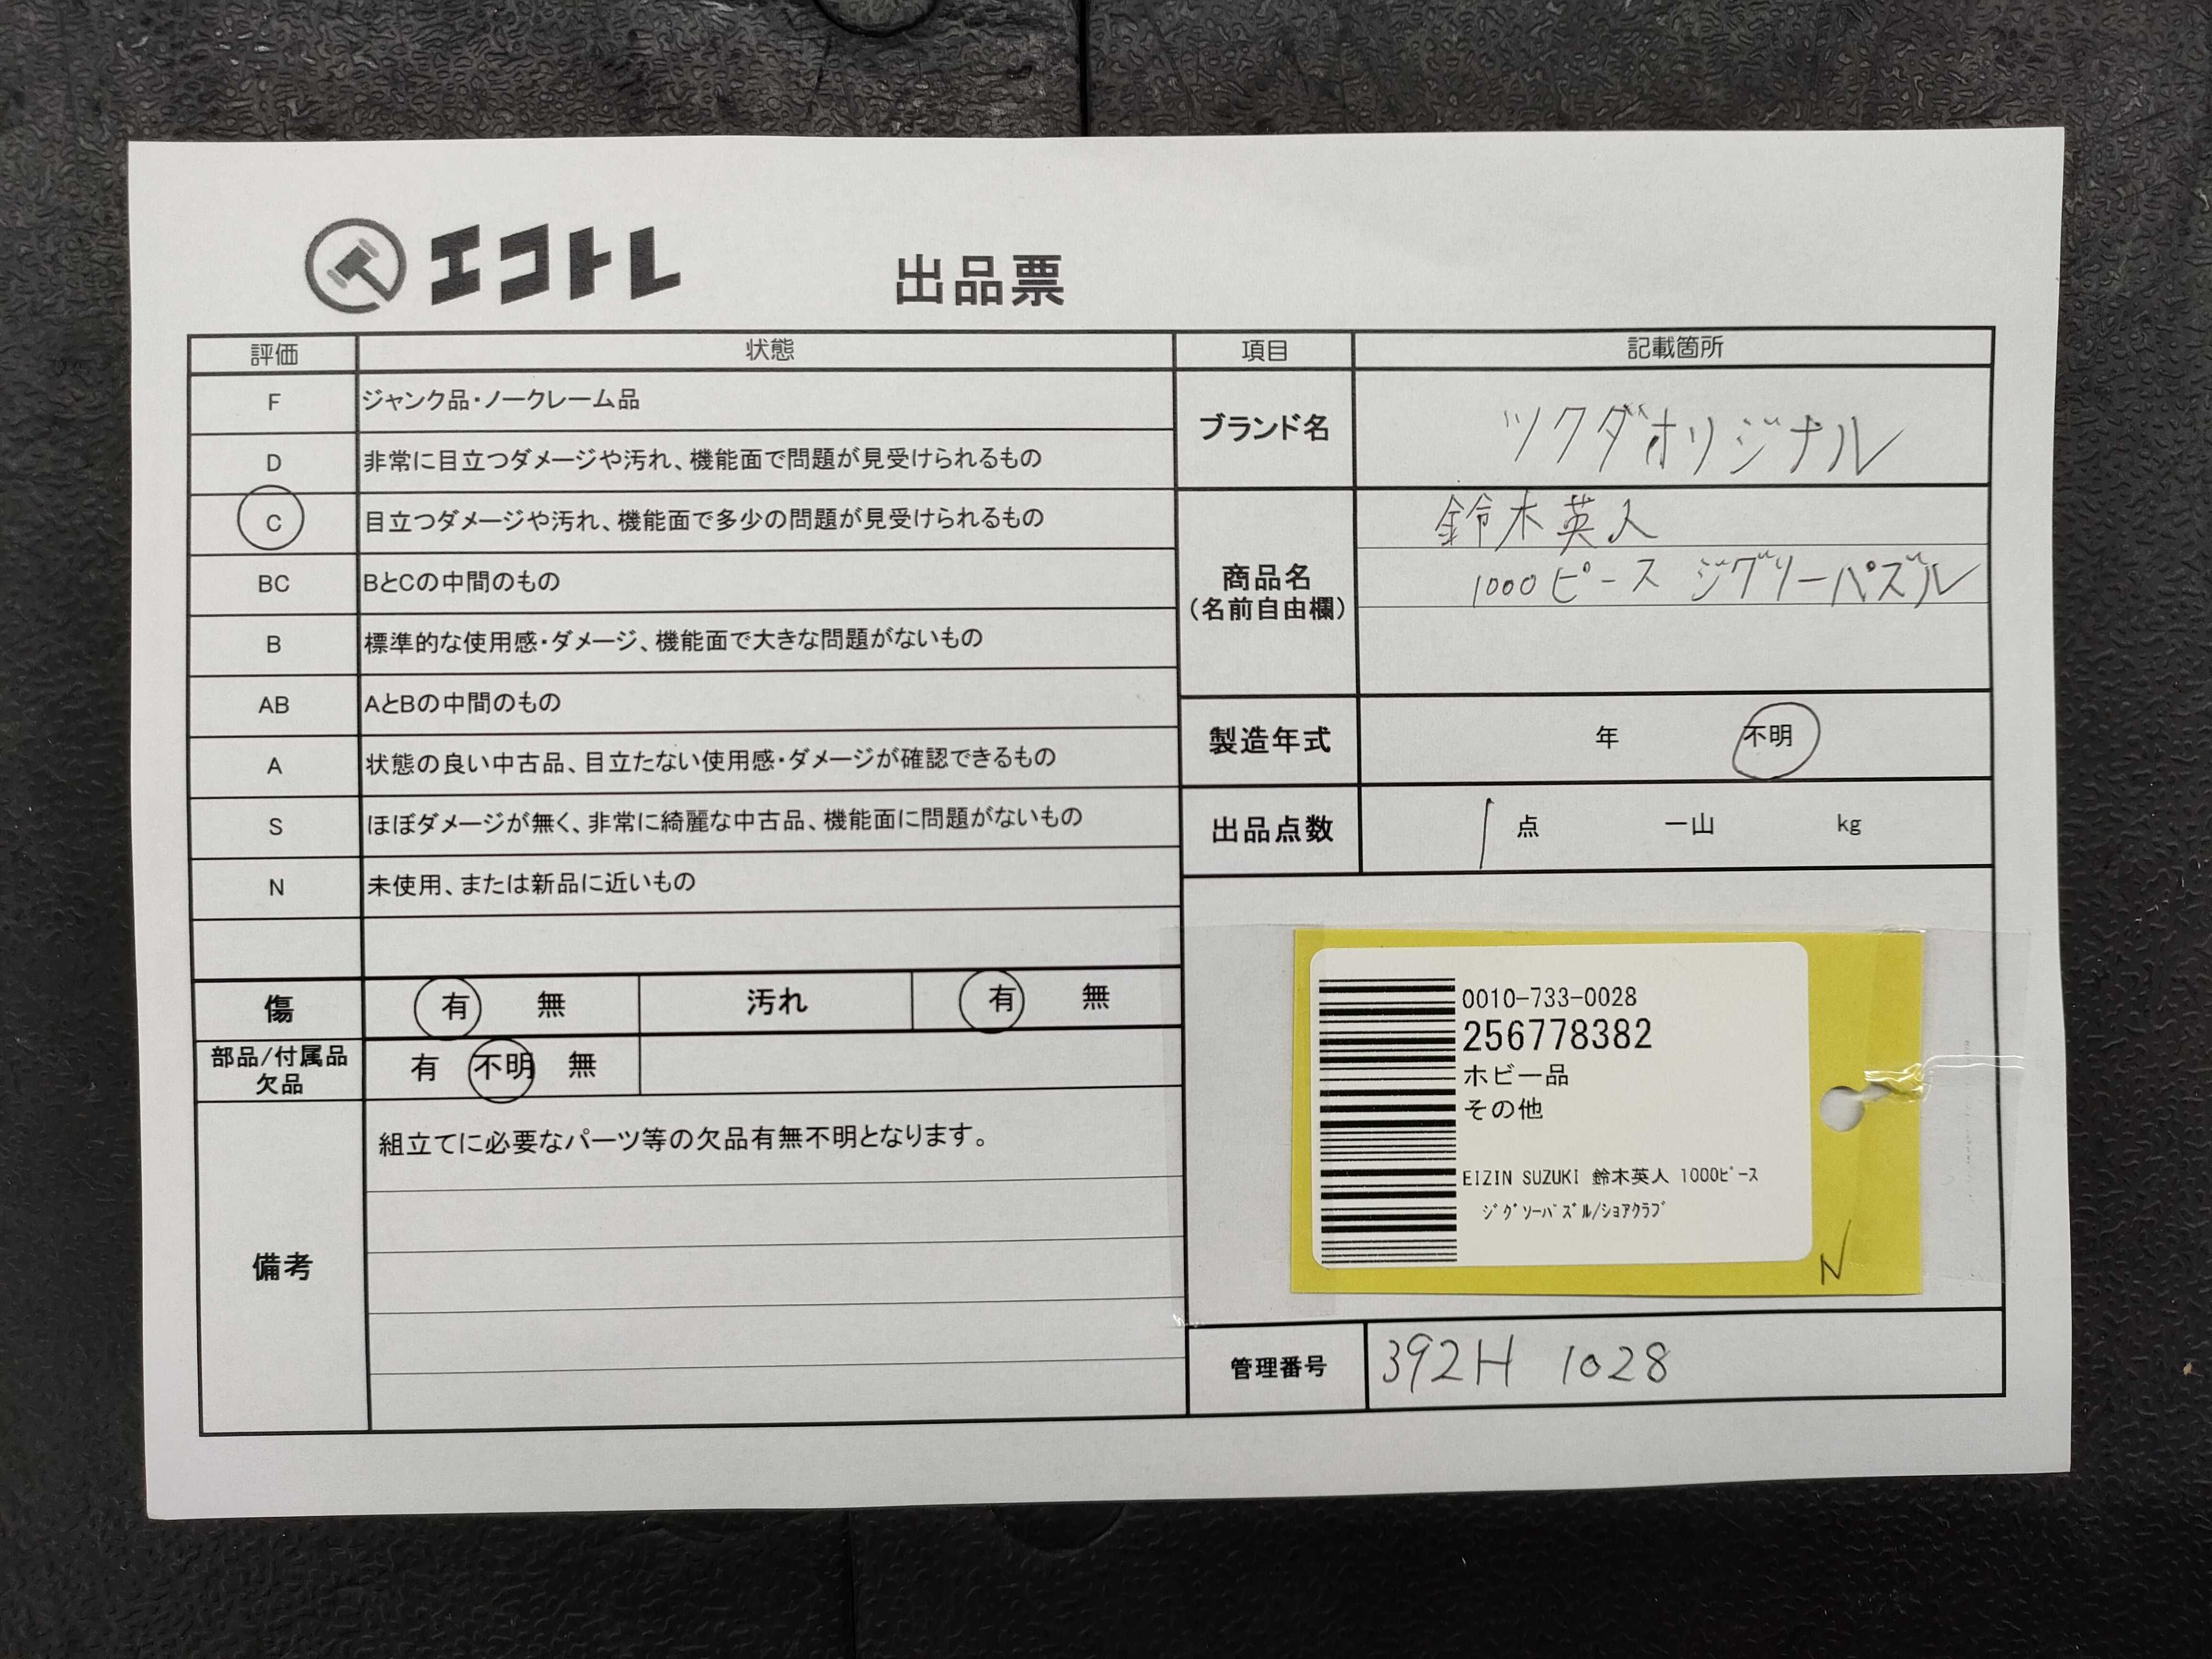 エコトレ
出品票
評価 状態
F ジャンク品・ノークレーム品
D 非常に目立つダメージや汚れ、機能面で問題が見受けられるもの
C 目立つダメージや汚れ、機能面で多少の問題が見受けられるもの
BC BとCの中間のもの
B 標準的な使用感・ダメージ、機能面で大きな問題がないもの
AB AとBの中間のもの
A 状態の良い中古品、目立たない使用感・ダメージが確認できるもの
S ほぼダメージが無く、非常に綺麗な中古品、機能面に問題がないもの
N 未使用、または新品に近いもの
傷 有 無 汚れ 有 無
部品/付属品
欠品 有 不明 無
備考 組立てに必要なパーツ等の欠品有無不明となります。
項目 記載箇所
ブランド名 ツクダオリジナル
商品名
(名前自由欄)
鈴木英人
1000ピース ジグソーパズル
製造年式 年 不明
出品点数 1 点 一山 kg
0010-733-0028
256778382
ホビー品
その他
EIZIN SUZUKI 鈴木英人 1000ﾋﾟｰｽ
ｼﾞｸﾞｿｰﾊﾟｽﾞﾙ/ｼｮｱｸﾗﾌﾞ
N
管理番号 392H 1028